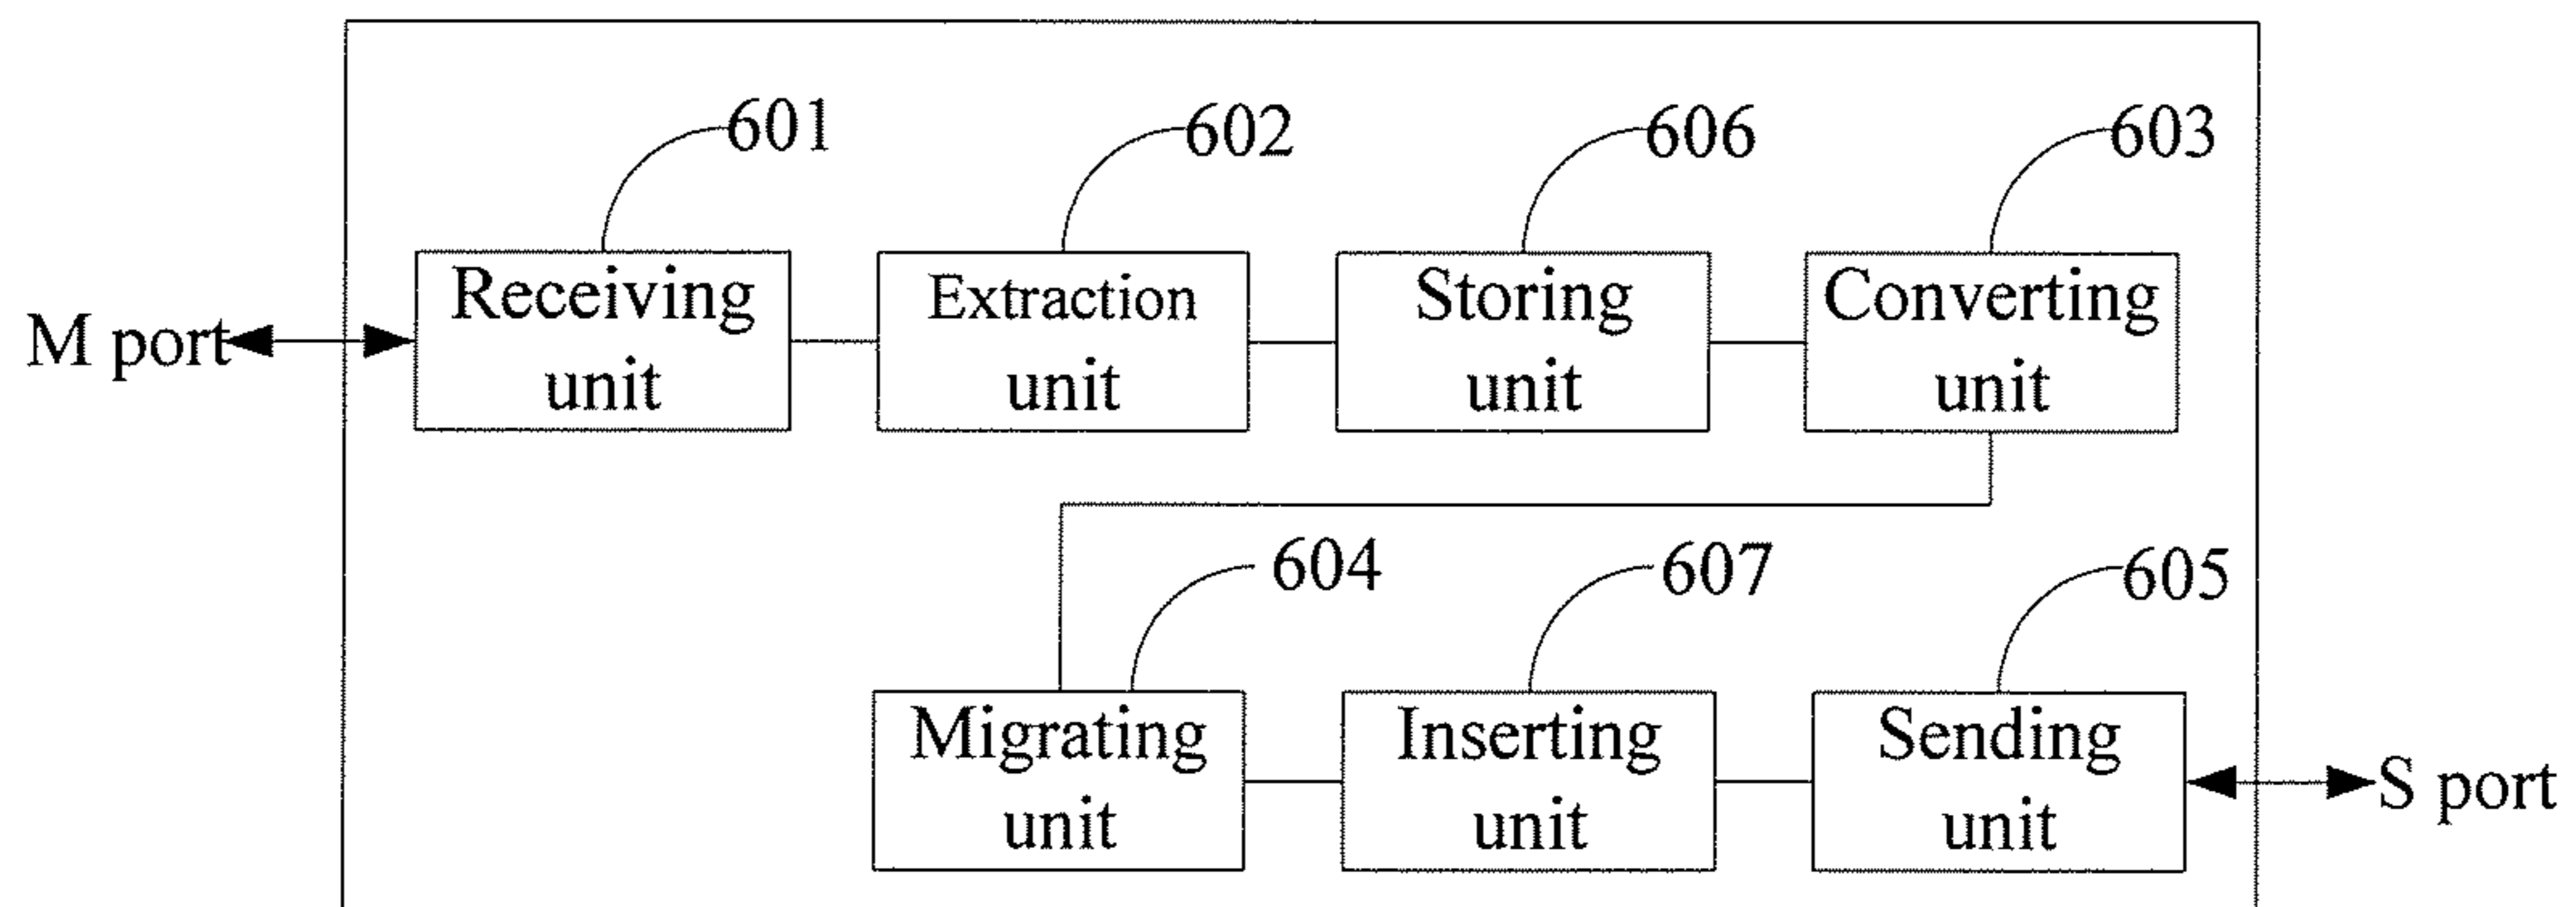 601
602
606
603
M port
Receiving
unit
Extraction
unit
Storing
unit
Converting
unit
604
607
605
Migrating
unit
Inserting
unit
Sending
unit
S port